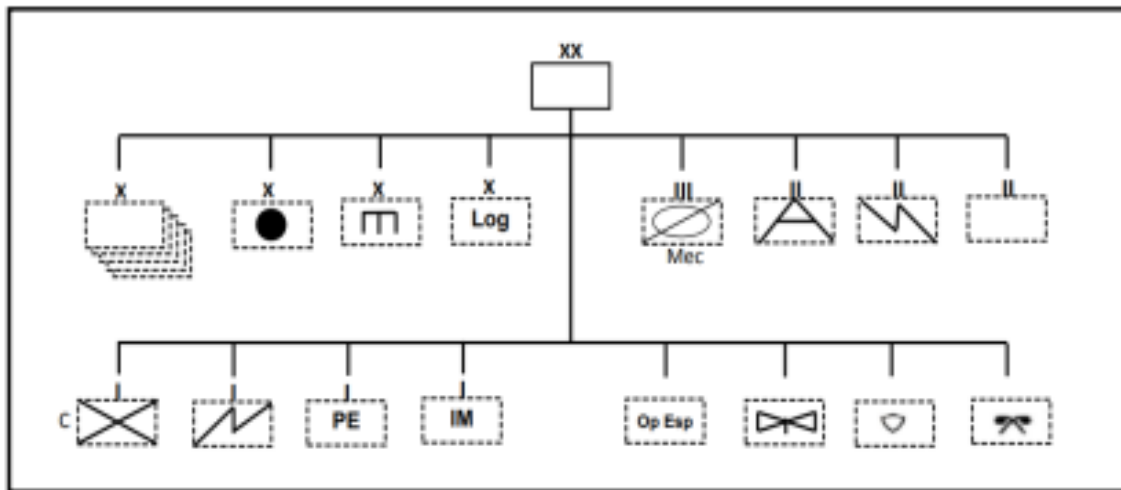 XX
X X X X III II II II
Log
Mec
I I I I
C PE IM Op Esp